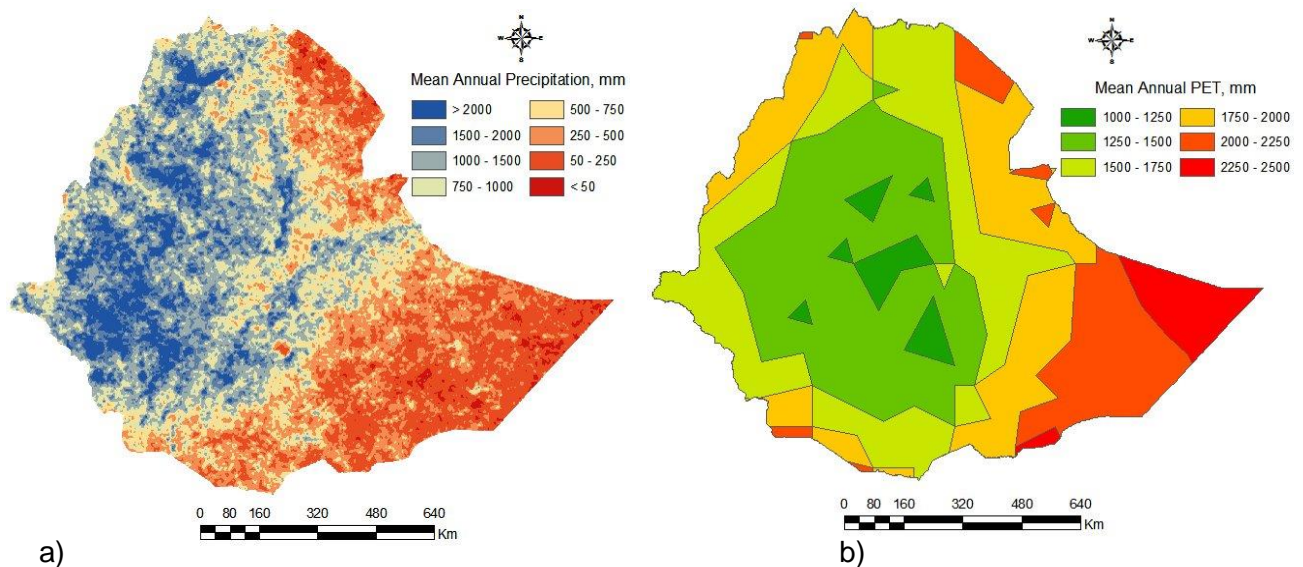 N
W E
S
Mean Annual Precipitation, mm
> 2000 500 - 750
1500 - 2000 250 - 500
1000 - 1500 50 - 250
750 - 1000 < 50
0 80 160 320 480 640
Km
a)
N
W E
S
Mean Annual PET, mm
1000 - 1250 1750 - 2000
1250 - 1500 2000 - 2250
1500 - 1750 2250 - 2500
0 80 160 320 480 640
Km
b)